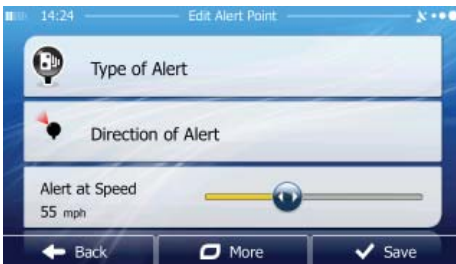 14:24 Edit Alert Point
Type of Alert
Direction of Alert
Alert at Speed
55 mph
Back More Save